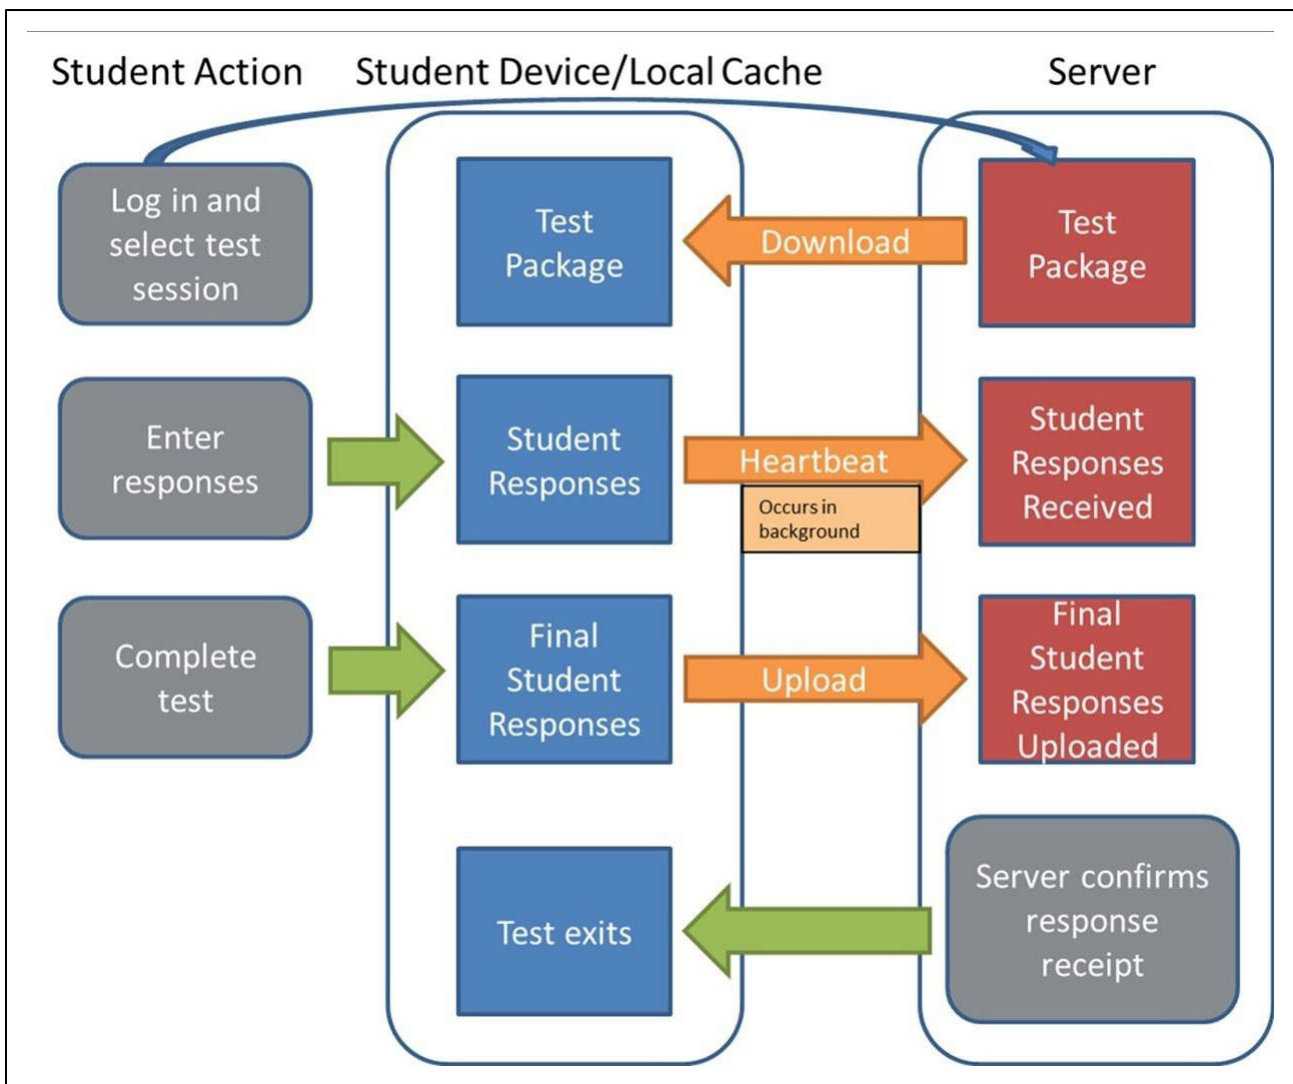 Student Action
Student Device/Local Cache
Server
Log in and
select test
session
Test
Package
Download
Test
Package
Enter
responses
Student
Responses
Heartbeat
Occurs in
background
Student
Responses
Received
Complete
test
Final
Student
Responses
Upload
Final
Student
Responses
Uploaded
Test exits
Server confirms
response
receipt